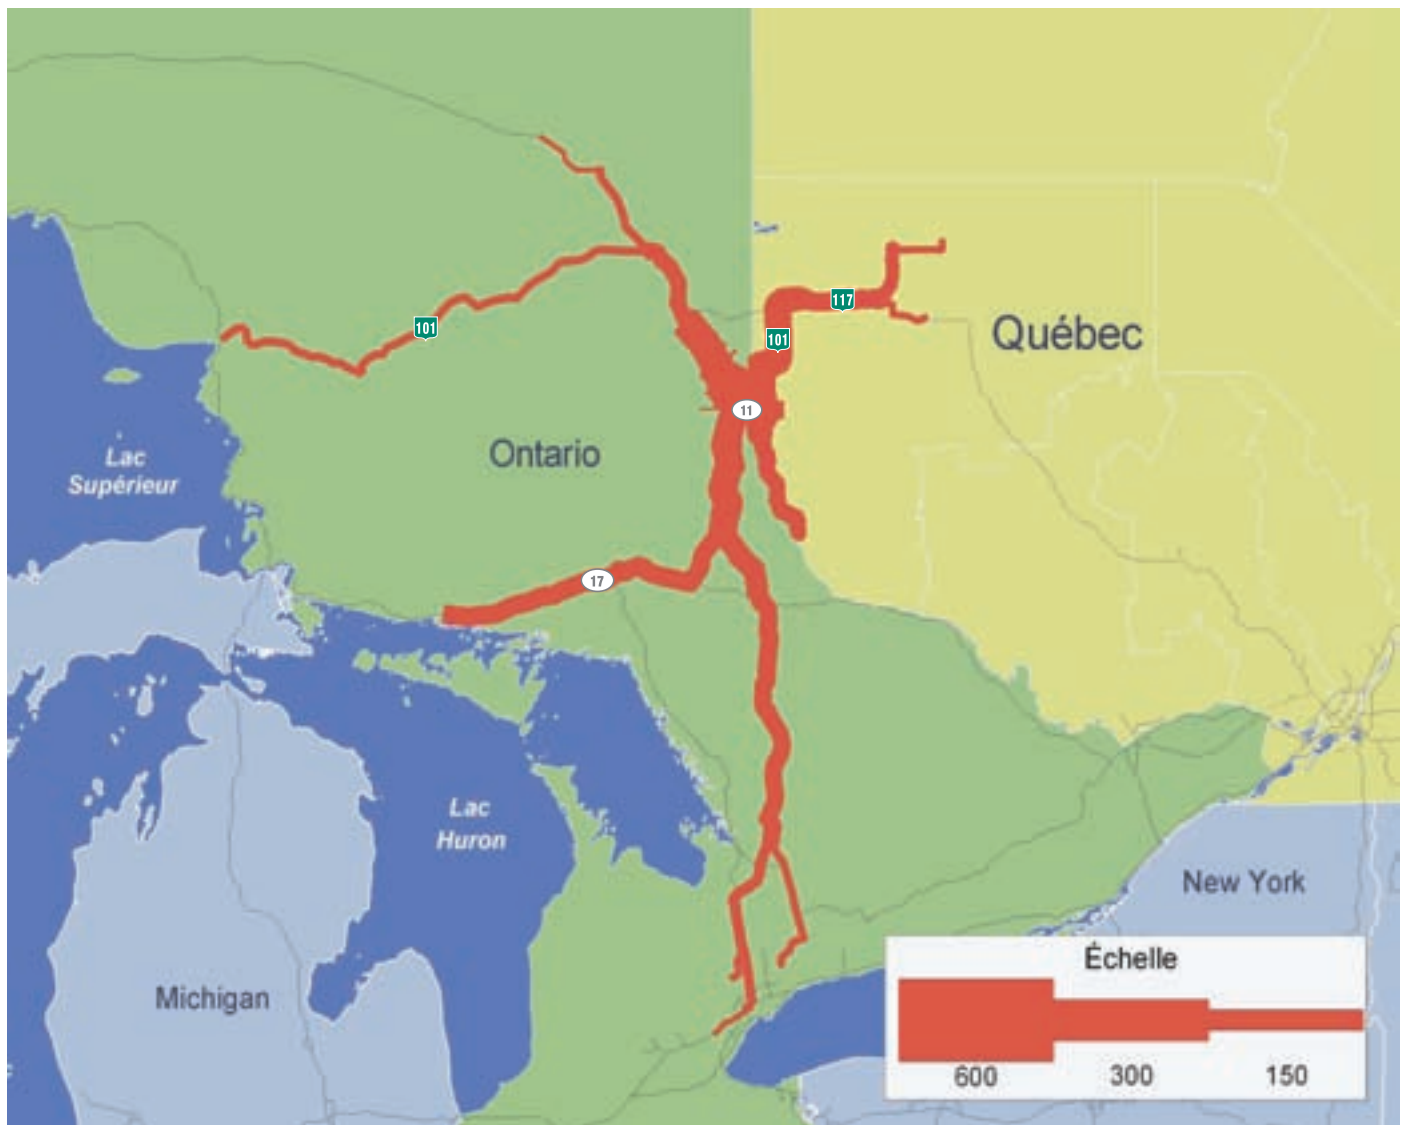 117
Québec
101
101
11
Ontario
Lac
Supérieur
17
Lac
Huron
New York
Échelle
Michigan
600 300 150